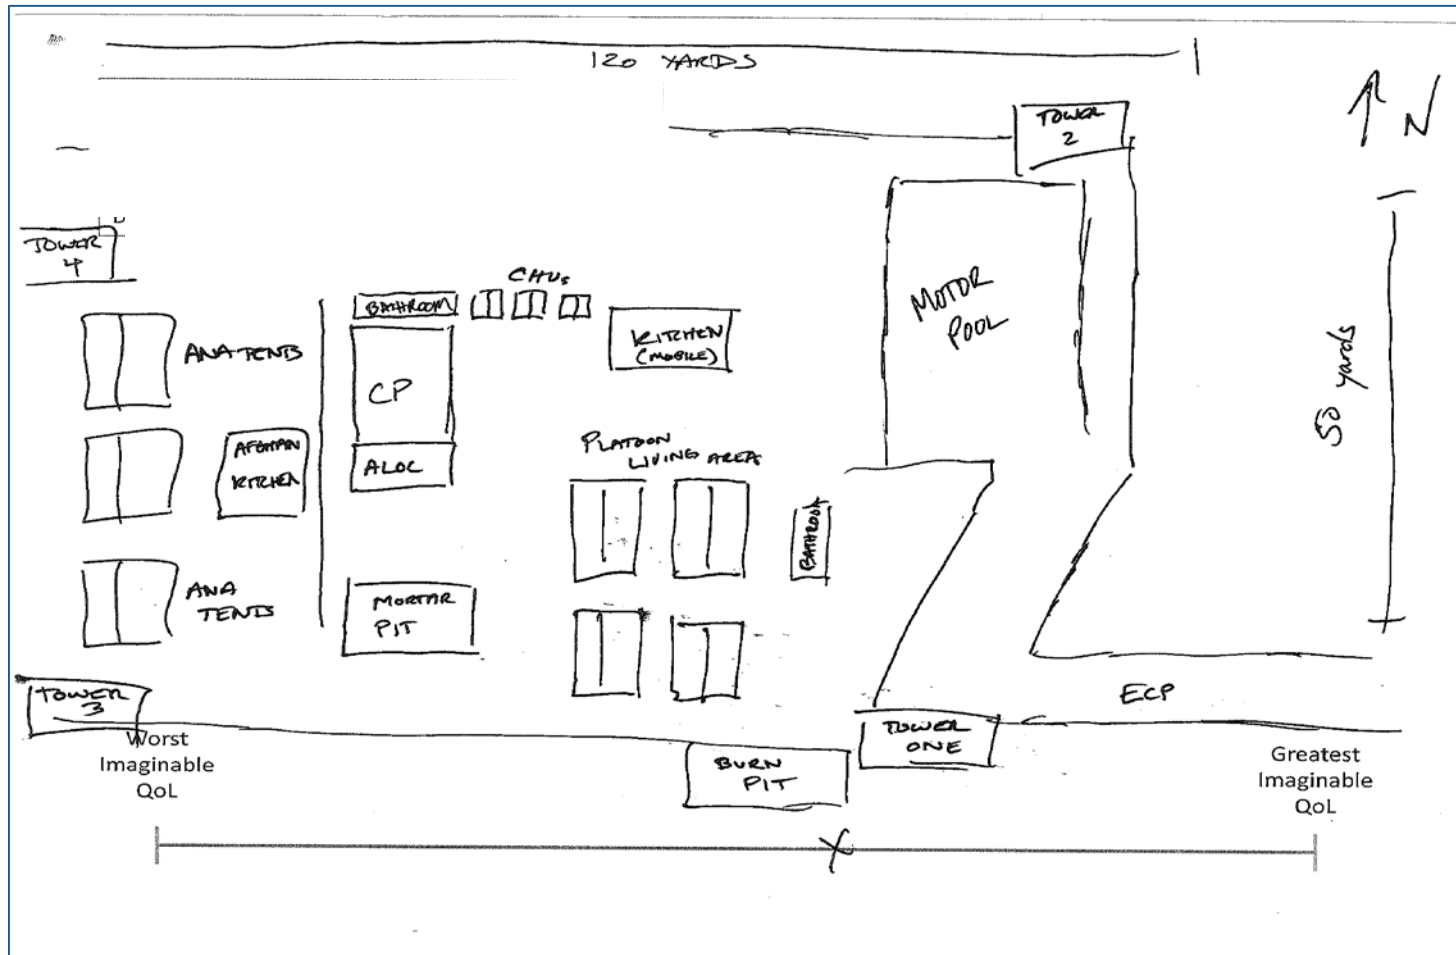 120 YARDS
N
TOWER
2
TOWER
4
MOTOR
POOL
50 yards
CHUs
BATHROOM
KITCHEN
(MOBILE)
ANA TENTS
CP
AFGHAN
KITCHEN
ALOC
PLATOON
LIVING AREA
BATHROOM
ANA
TENTS
MORTAR
PIT
TOWER
3
ECP
TOWER
ONE
BURN
PIT
Worst
Imaginable
QoL
Greatest
Imaginable
QoL